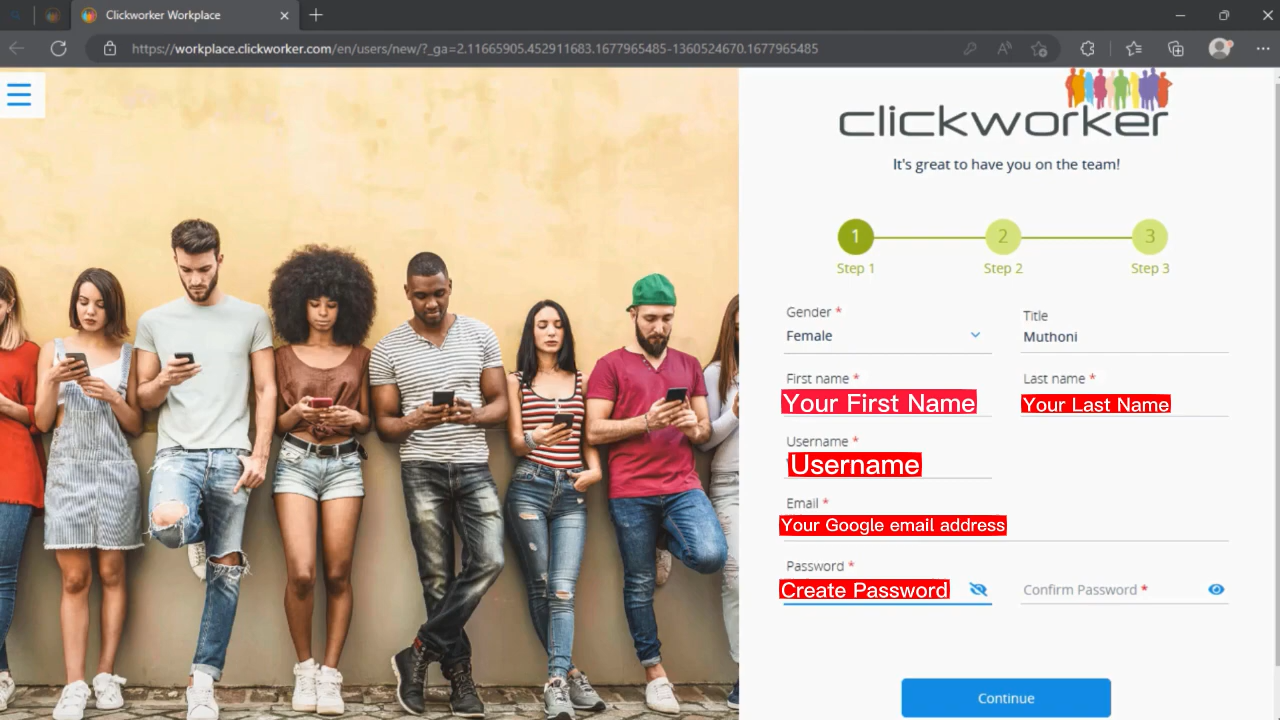 Clickworker Workplace
https://workplace.clickworker.com/en/users/new/?_ga=2.11665905.452911683.1677965485-1360524670.1677965485
clickworker
It's great to have you on the team!
1 2 3
Step 1 Step 2 Step 3
Gender * Title
Female Muthoni
First name * Last name *
Your First Name Your Last Name
Username *
Username
Email *
Your Google email address
Password *
Create Password Confirm Password *
Continue